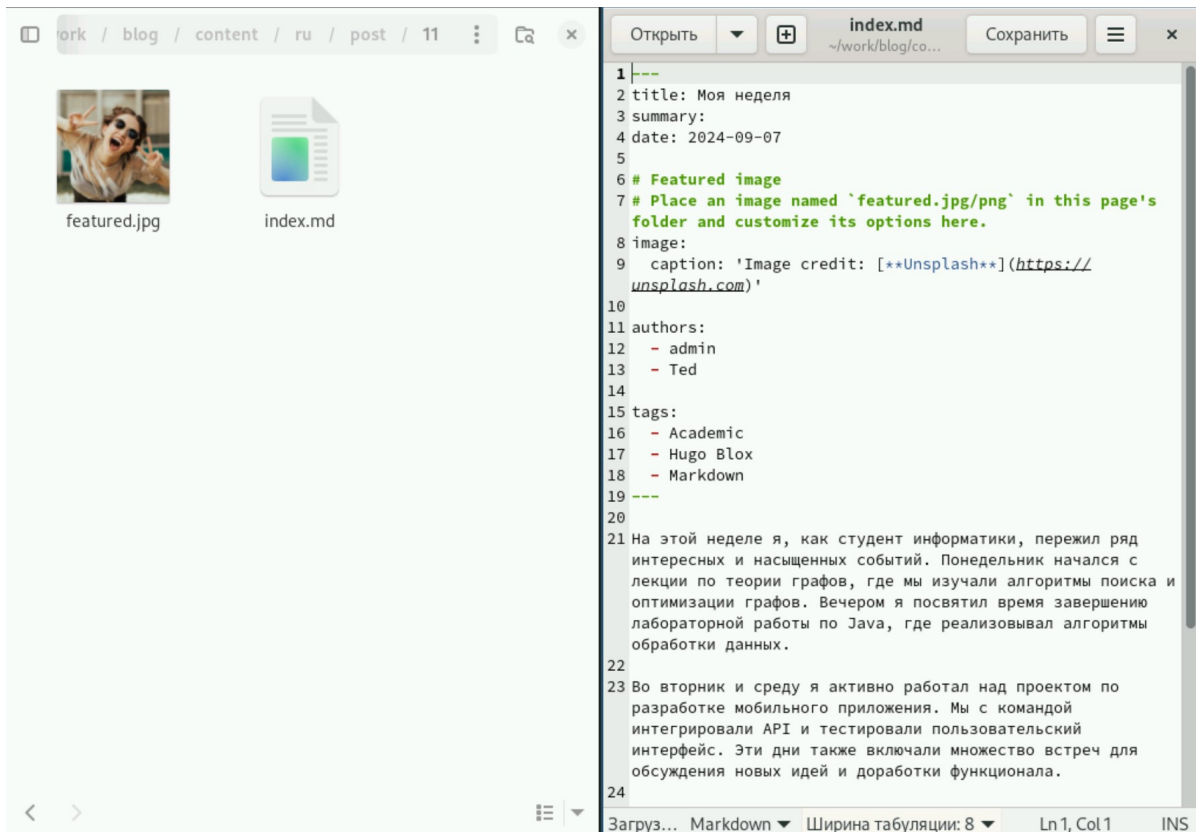 ork / blog / content / ru / post / 11
featured.jpg
index.md
Открыть
index.md
~/work/blog/co...
Сохранить
1 ---
2 title: Моя неделя
3 summary:
4 date: 2024-09-07
5
6 # Featured image
7 # Place an image named `featured.jpg/png` in this page's
folder and customize its options here.
8 image:
9   caption: 'Image credit: [**Unsplash**](https://
unsplash.com)'
10
11 authors:
12   - admin
13   - Ted
14
15 tags:
16   - Academic
17   - Hugo Blox
18   - Markdown
19 ---
20
21 На этой неделе я, как студент информатики, пережил ряд
интересных и насыщенных событий. Понедельник начался с
лекции по теории графов, где мы изучали алгоритмы поиска и
оптимизации графов. Вечером я посвятил время завершению
лабораторной работы по Java, где реализовывал алгоритмы
обработки данных.
22
23 Во вторник и среду я активно работал над проектом по
разработке мобильного приложения. Мы с командой
интегрировали API и тестировали пользовательский
интерфейс. Эти дни также включали множество встреч для
обсуждения новых идей и доработки функционала.
24
Загруз... Markdown Ширина табуляции: 8 Ln 1, Col 1 INS